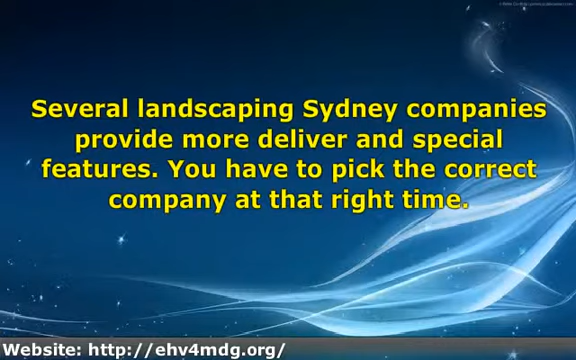 Several landscaping Sydney companies
provide more deliver and special
features. You have to pick the correct
company at that right time.
Website: http://ehv4mdg.org/